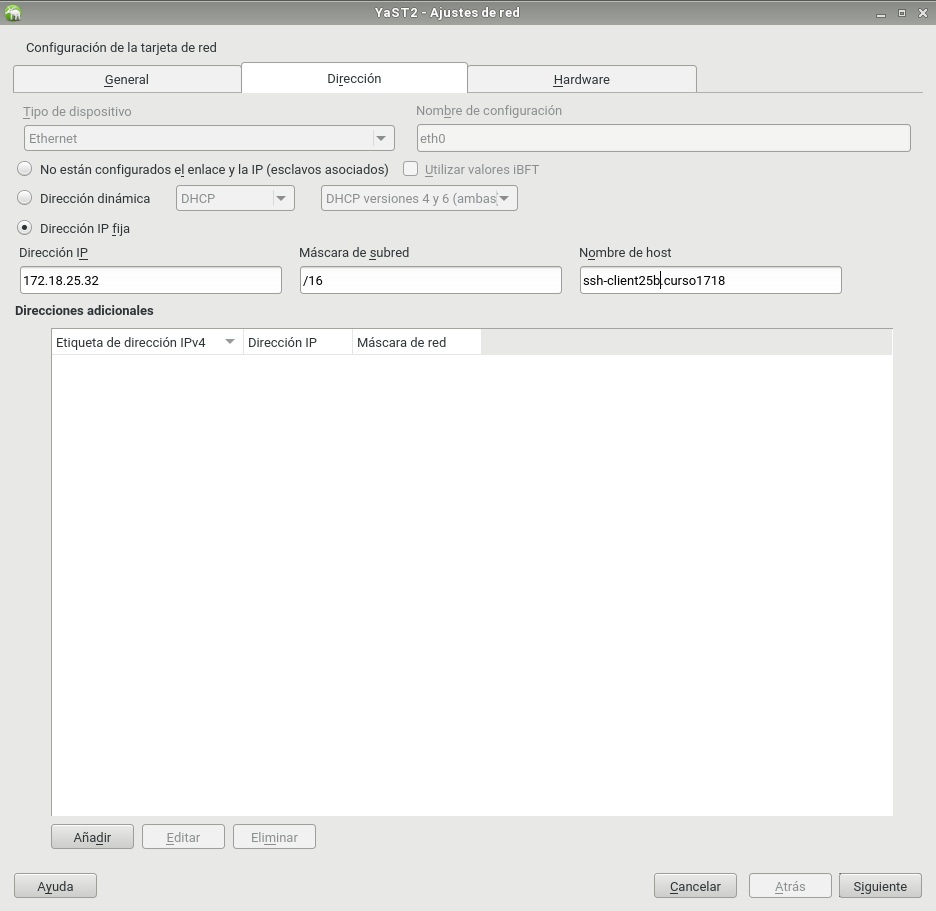 YaST2 - Ajustes de red
Configuración de la tarjeta de red
General Dirección Hardware
Tipo de dispositivo Nombre de configuración
Ethernet eth0
No están configurados el enlace y la IP (esclavos asociados) Utilizar valores iBFT
Dirección dinámica DHCP DHCP versiones 4 y 6 (ambas
Dirección IP fija
Dirección IP Máscara de subred Nombre de host
172.18.25.32 /16 ssh-client25b.curso1718
Direcciones adicionales
Etiqueta de dirección IPv4 Dirección IP Máscara de red
Añadir Editar Eliminar
Ayuda Cancelar Atrás Siguiente